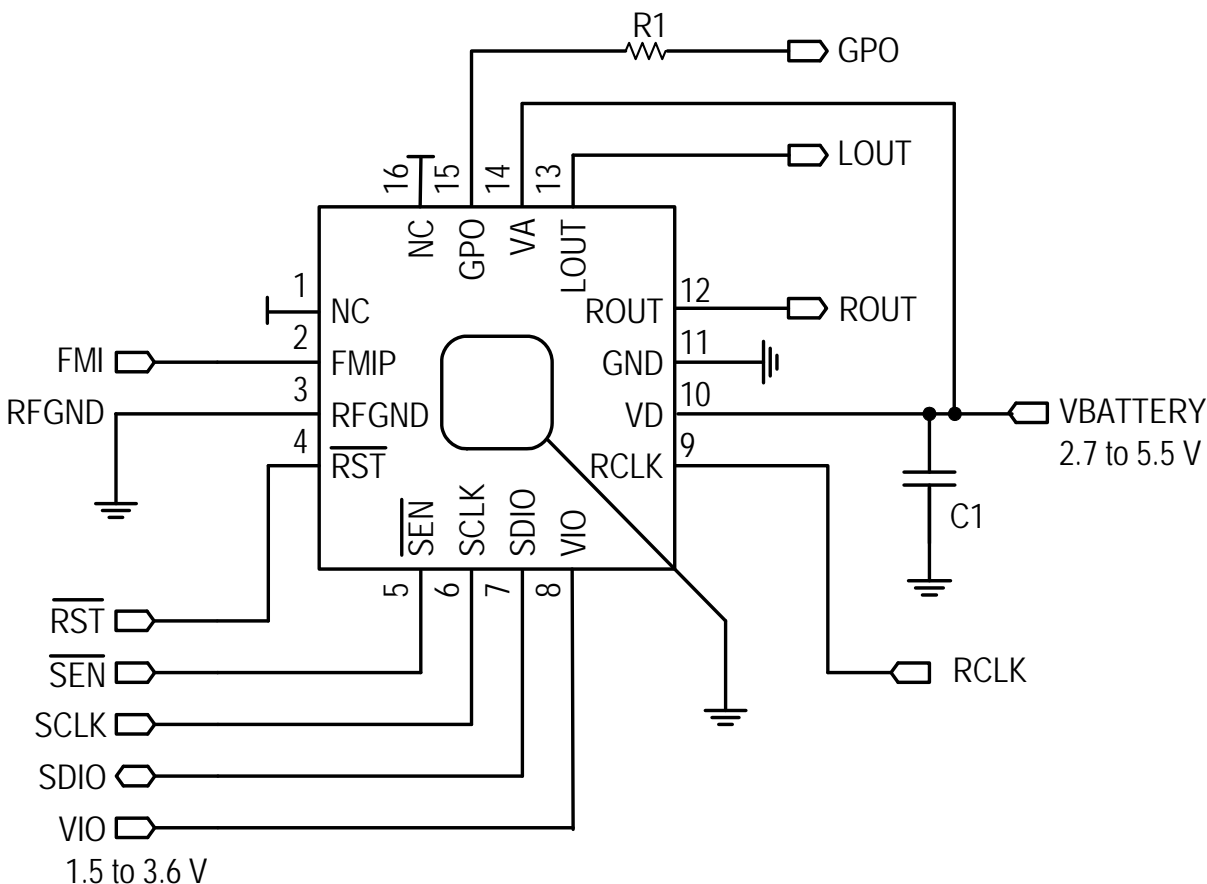 R1
GPO
LOUT
16
15
14
13
NC
GPO
VA
LOUT
1
NC
ROUT
12
ROUT
FMI
2
FMIP
GND
11
RFGND
3
RFGND
VD
10
VBATTERY
2.7 to 5.5 V
4
RST
RCLK
9
C1
SEN
SCLK
SDIO
VIO
5
6
7
8
RST
SEN
RCLK
SCLK
SDIO
VIO
1.5 to 3.6 V